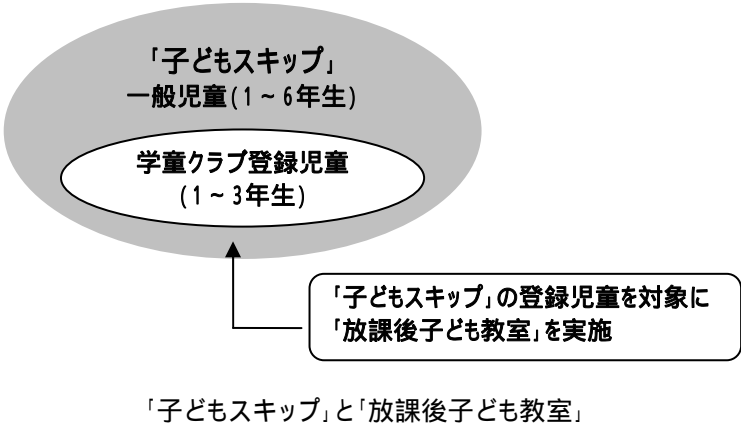 「子どもスキップ」
一般児童(1~6年生)
学童クラブ登録児童
(1~3年生)
「子どもスキップ」の登録児童を対象に
「放課後子ども教室」を実施
「子どもスキップ」と「放課後子ども教室」